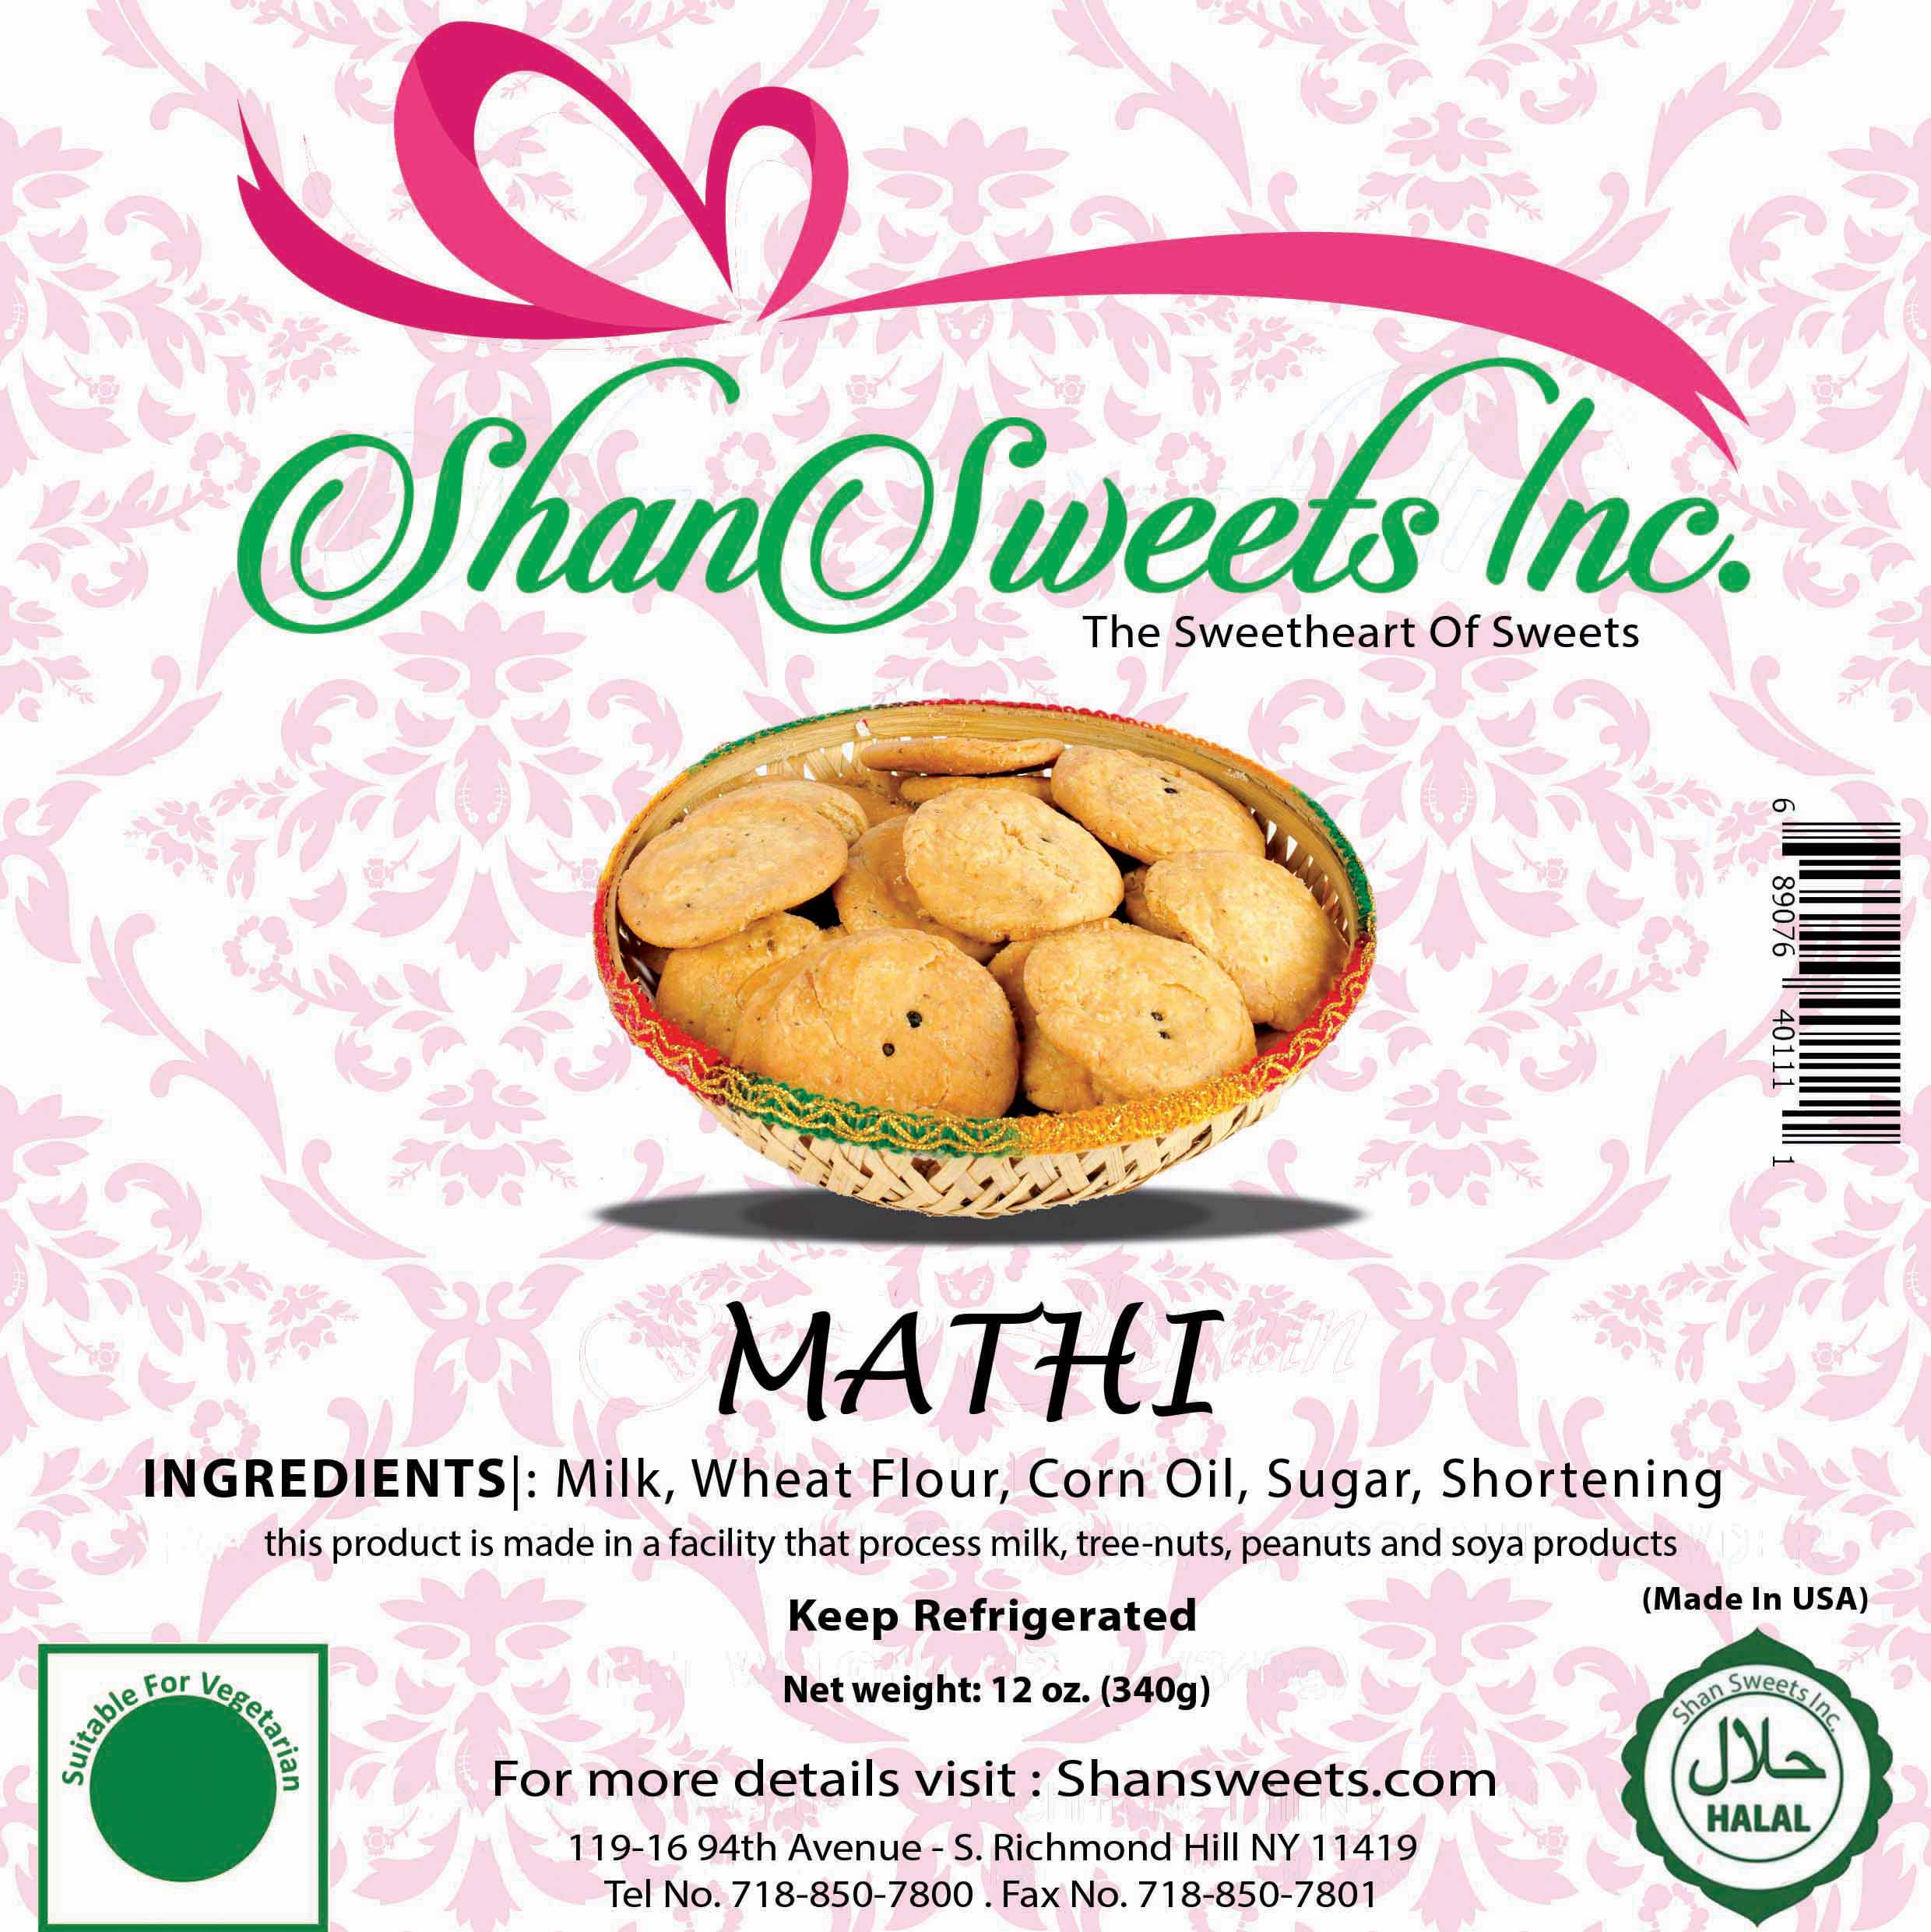 ShanSweets Inc.
The Sweetheart Of Sweets
6 89076 40111 1
MATHI
INGREDIENTS|: Milk, Wheat Flour, Corn Oil, Sugar, Shortening
this product is made in a facility that process milk, tree-nuts, peanuts and soya products
(Made In USA)
Keep Refrigerated
Net weight: 12 oz. (340g)
Suitable For Vegetarian
Shan Sweets Inc.
حلال
HALAL
For more details visit : Shansweets.com
119-16 94th Avenue - S. Richmond Hill NY 11419
Tel No. 718-850-7800 . Fax No. 718-850-7801